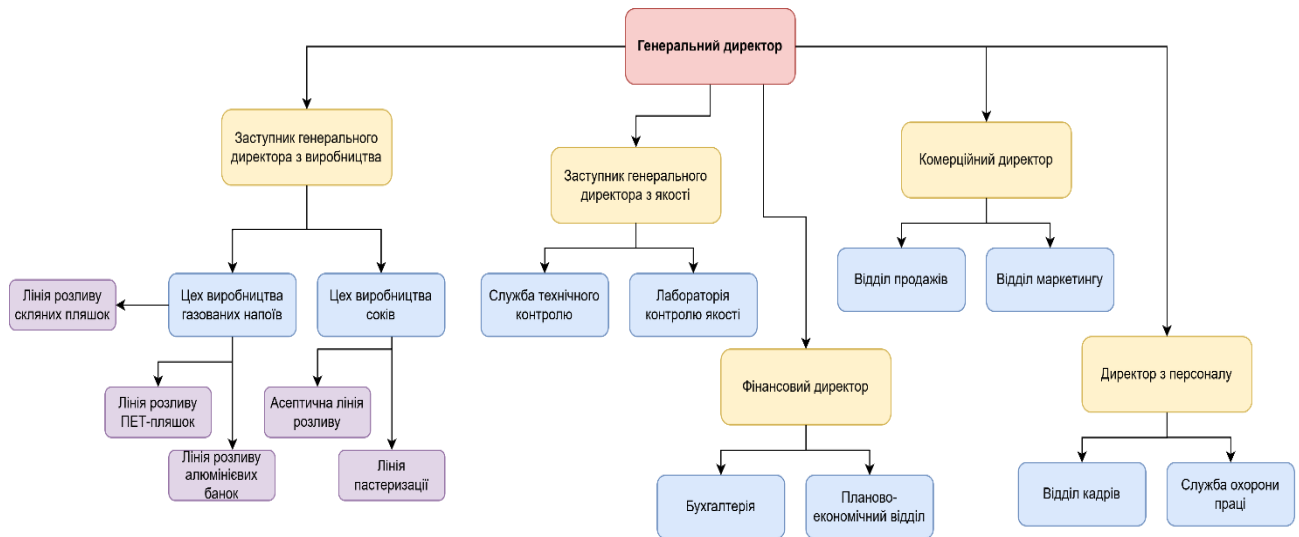 Генеральний директор
Заступник генерального
директора з виробництва
Заступник генерального
директора з якості
Комерційний директор
Відділ продажів
Відділ маркетингу
Лінія розливу
скляних пляшок
Цех виробництва
газованих напоїв
Цех виробництва
соків
Служба технічного
контролю
Лабораторія
контролю якості
Фінансовий директор
Директор з персоналу
Лінія розливу
ПЕТ-пляшок
Асептична лінія
розливу
Лінія розливу
алюмінієвих
банок
Лінія
пастеризації
Бухгалтерія
Планово-
економічний відділ
Відділ кадрів
Служба охорони
праці